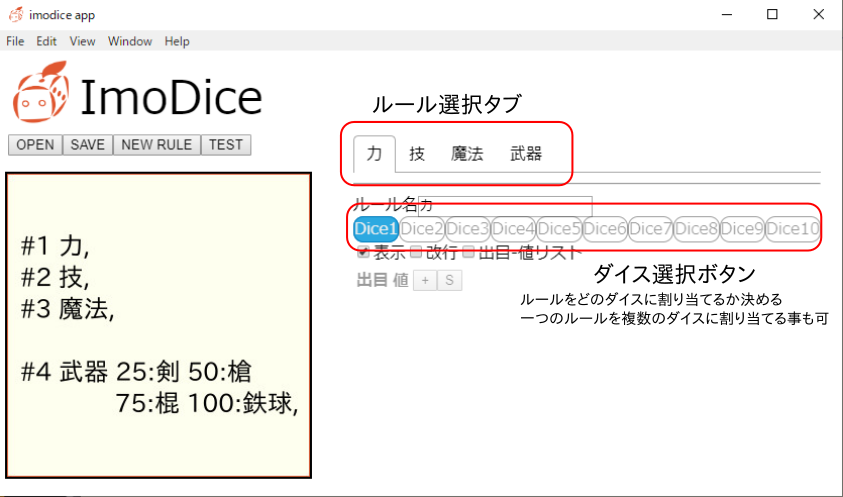 imodice app
File Edit View Window Help
ImoDice
OPEN SAVE NEW RULE TEST
#1 力,
#2 技,
#3 魔法,
#4 武器 25:剣 50:槍
75:棍 100:鉄球,
ルール選択タブ
力 技 魔法 武器
ルール名 力
Dice1 Dice2 Dice3 Dice4 Dice5 Dice6 Dice7 Dice8 Dice9 Dice10
表示 改行 出目-値リスト
出目 値 + S
ダイス選択ボタン
ルールをどのダイスに割り当てるか決める
一つのルールを複数のダイスに割り当てる事も可